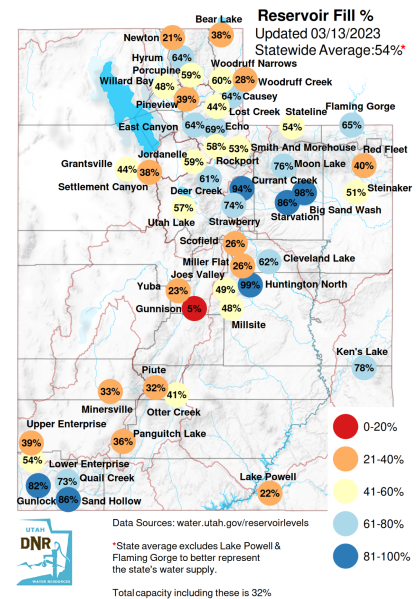 Reservoir Fill %
Updated 03/13/2023
Statewide Average:54%*
Bear Lake
38%
Newton 21%
Hyrum 64%
Porcupine 59%
Woodruff Narrows
60%
28% Woodruff Creek
Willard Bay
48%
64% Causey
Pineview 39%
44% Lost Creek
Stateline
54%
Flaming Gorge
65%
East Canyon 64%
69% Echo
58% 53% Smith And Morehouse
Rockport
Jordanelle
59%
76% Moon Lake
Red Fleet
40%
Grantsville 44%
38%
Settlement Canyon
61%
Deer Creek
Currant Creek
94%
98%
Big Sand Wash
86%
Starvation
51% Steinaker
57%
Utah Lake
74%
Strawberry
Scofield 26%
Miller Flat 26%
62% Cleveland Lake
Joes Valley
49%
99% Huntington North
Yuba
23%
Gunnison 5%
48%
Millsite
Ken's Lake
78%
Piute
32%
41%
Otter Creek
33%
Minersville
Upper Enterprise
39%
36% Panguitch Lake
54%
Lower Enterprise
82%
Gunlock
73% Quail Creek
86% Sand Hollow
Lake Powell
22%
0-20%
21-40%
41-60%
61-80%
81-100%
UTAH
DNR
WATER RESOURCES
Data Sources: water.utah.gov/reservoirlevels
*State average excludes Lake Powell &
Flaming Gorge to better represent
the state's water supply.
Total capacity including these is 32%